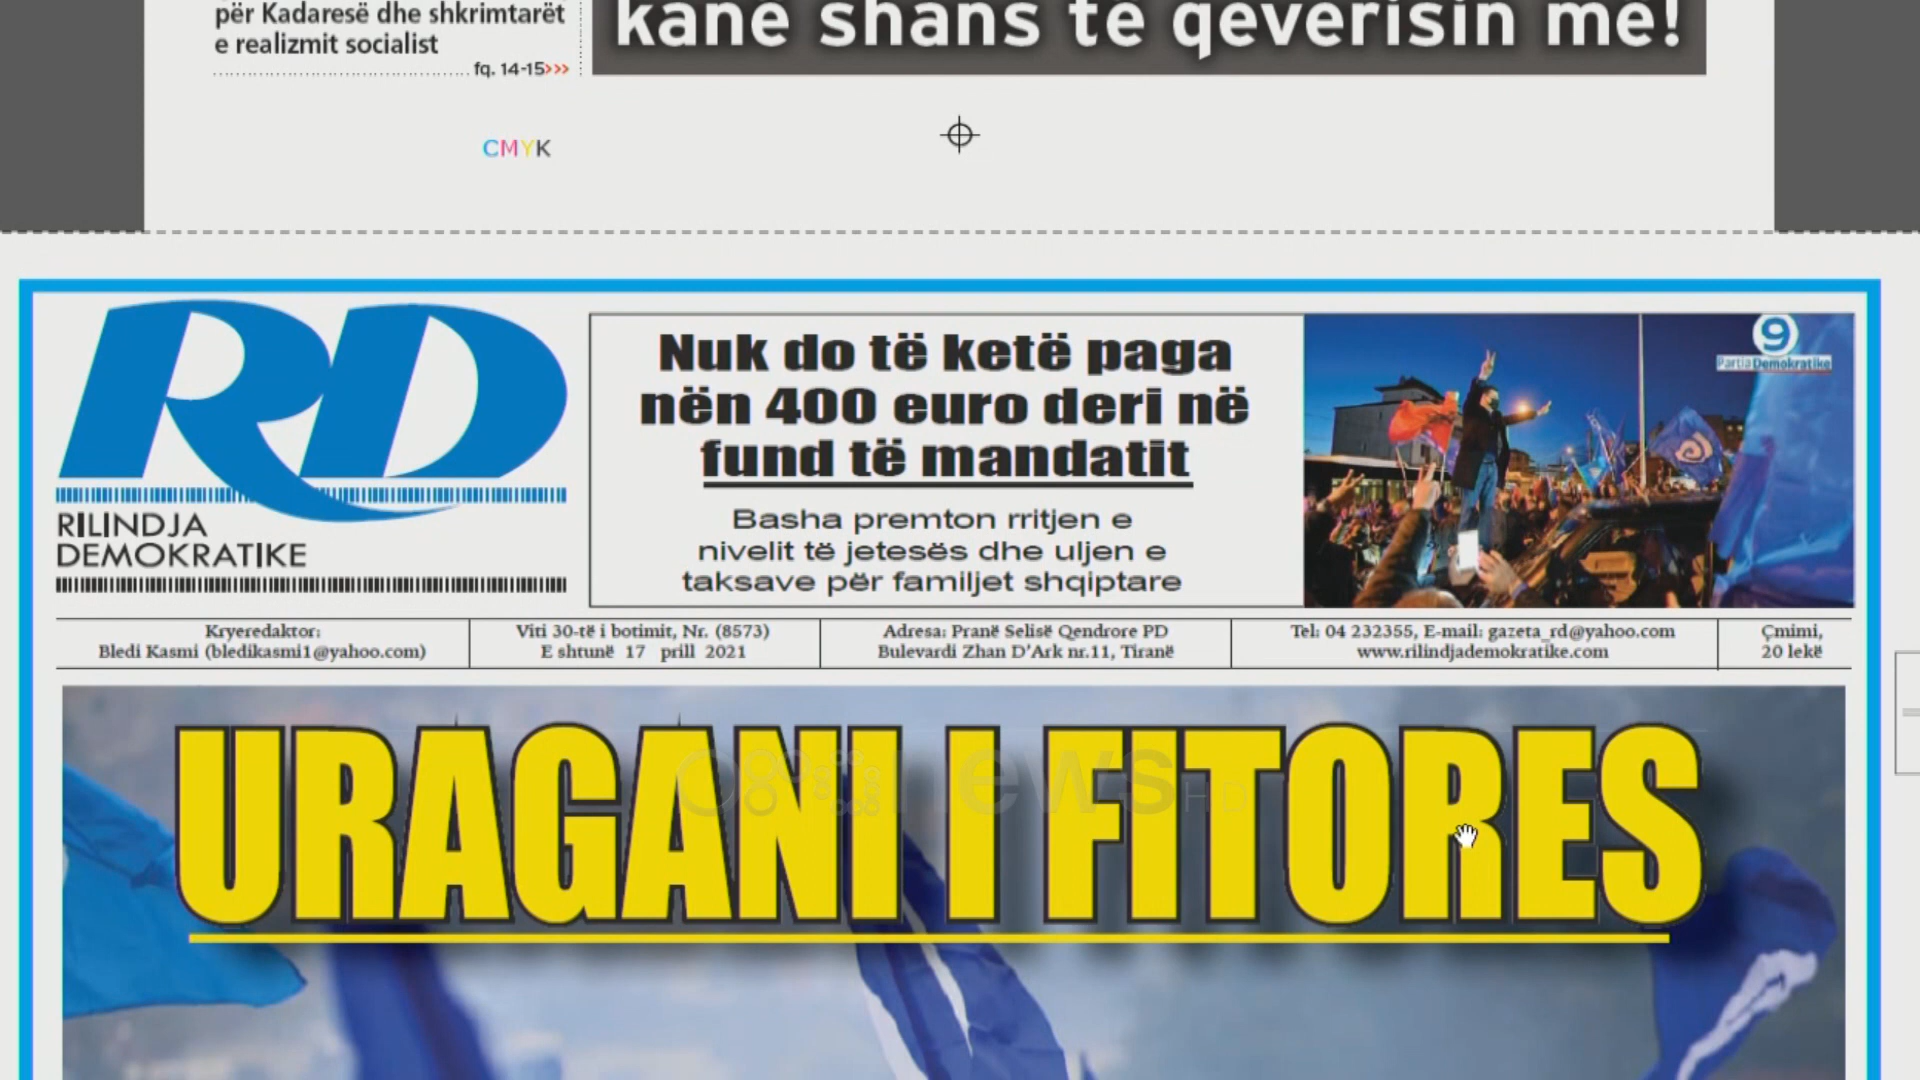 për Kadaresë dhe shkrimtarët
e realizmit socialist
fq. 14-15>>>
kanë shans të qeverisin më!
CMYK
RD
RILINDJA
DEMOKRATIKE
Nuk do të ketë paga
nën 400 euro deri në
fund të mandatit
Basha premton rritjen e
nivelit të jetesës dhe uljen e
taksave për familjet shqiptare
9
Partia Demokratike
Kryeredaktor:
Bledi Kasmi (bledikasmi1@yahoo.com)
Viti 30-të i botimit, Nr. (8573)
E shtunë 17 prill 2021
Adresa: Pranë Selisë Qendrore PD
Bulevardi Zhan D'Ark nr.11, Tiranë
Tel: 04 232355, E-mail: gazeta_rd@yahoo.com
www.rilindjademokratike.com
Çmimi,
20 lekë
URAGANI I FITORES
news HD